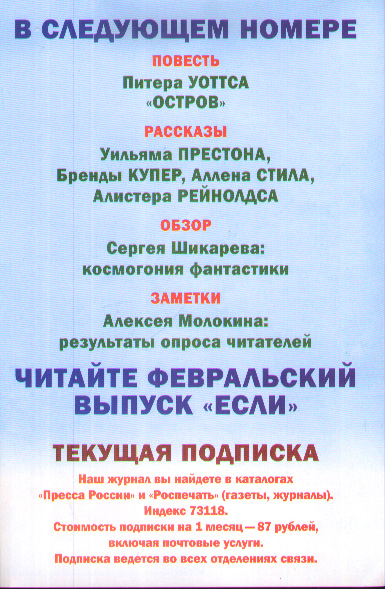 В СЛЕДУЮЩЕМ НОМЕРЕ
ПОВЕСТЬ
Питера УОТТСА
«ОСТРОВ»
РАССКАЗЫ
Уильяма ПРЕСТОНА,
Бренды КУПЕР, Аллена СТИЛА,
Алистера РЕЙНОЛДСА
ОБЗОР
Сергея Шикарева:
космогония фантастики
ЗАМЕТКИ
Алексея Молокина:
результаты опроса читателей
ЧИТАЙТЕ ФЕВРАЛЬСКИЙ
ВЫПУСК «ЕСЛИ»
ТЕКУЩАЯ ПОДПИСКА
Наш журнал вы найдете в каталогах
«Пресса России» и «Роспечать» (газеты, журналы).
Индекс 73118.
Стоимость подписки на 1 месяц — 87 рублей,
включая почтовые услуги.
Подписка ведется во всех отделениях связи.